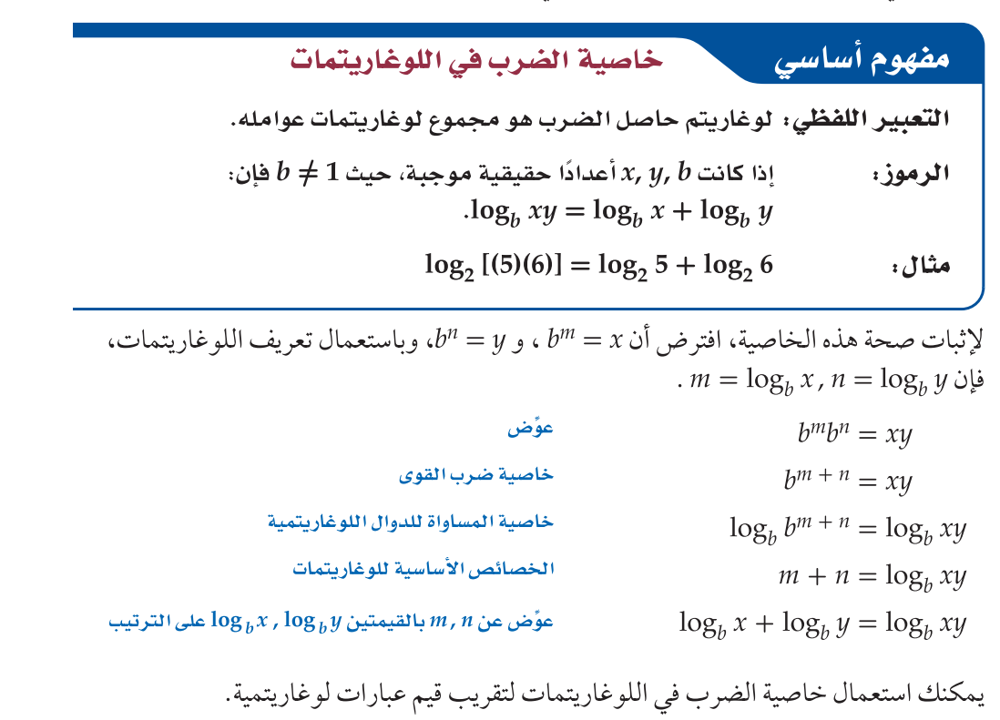 مفهوم أساسي خاصية الضرب في اللوغاريتمات
التعبير اللفظي: لوغاريتم حاصل الضرب هو مجموع لوغاريتمات عوامله.
الرموز: إذا كانت x, y, b أعدادًا حقيقية موجبة، حيث b ≠ 1 فإن:
log_b xy = log_b x + log_b y.
مثال: log_2 [(5)(6)] = log_2 5 + log_2 6
لإثبات صحة هذه الخاصية، افترض أن b^m = x ، و b^n = y، وباستعمال تعريف اللوغاريتمات،
فإن m = log_b x , n = log_b y .
b^m b^n = xy عوِّض
b^(m + n) = xy خاصية ضرب القوى
log_b b^(m + n) = log_b xy خاصية المساواة للدوال اللوغاريتمية
m + n = log_b xy الخصائص الأساسية للوغاريتمات
log_b x + log_b y = log_b xy عوِّض عن m, n بالقيمتين log_b x , log_b y على الترتيب
يمكنك استعمال خاصية الضرب في اللوغاريتمات لتقريب قيم عبارات لوغاريتمية.